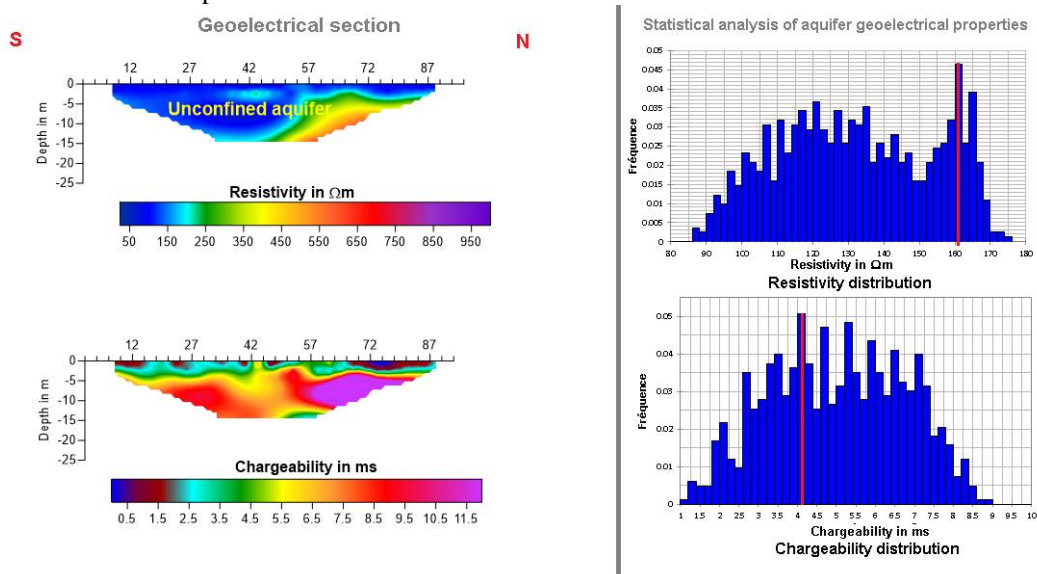 Geoelectrical section
S
N
12 27 42 57 72 87
0
-5
-10
-15
-20
-25
Depth in m
Unconfined aquifer
Resistivity in Ωm
50 150 250 350 450 550 650 750 850 950
12 27 42 57 72 87
0
-5
-10
-15
-20
-25
Depth in m
Chargeability in ms
0.5 1.5 2.5 3.5 4.5 5.5 6.5 7.5 8.5 9.5 10.5 11.5
Statistical analysis of aquifer geoelectrical properties
0.05
0.045
0.04
0.035
0.03
0.025
0.02
0.015
0.01
0.005
0
Fréquence
80 90 100 110 120 130 140 150 160 170 180
Resistivity in Ωm
Resistivity distribution
0.05
0.04
0.03
0.02
0.01
0
Fréquence
1 1.5 2 2.5 3 3.5 4 4.5 5 5.5 6 6.5 7 7.5 8 8.5 9 9.5 10
Chargeability in ms
Chargeability distribution